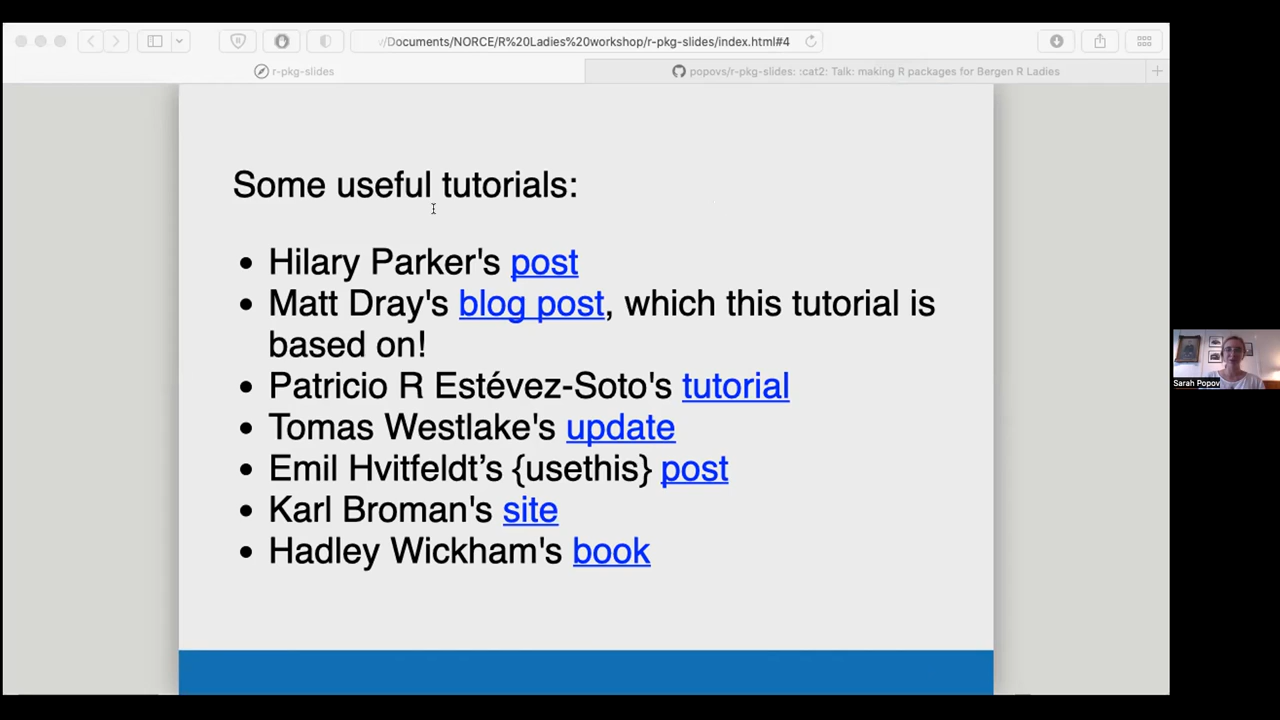 /Documents/NORCE/R%20Ladies%20workshop/r-pkg-slides/index.html#4
r-pkg-slides
popovs/r-pkg-slides: :cat2: Talk: making R packages for Bergen R Ladies
Some useful tutorials:
• Hilary Parker's post
• Matt Dray's blog post, which this tutorial is
based on!
• Patricio R Estévez-Soto's tutorial
• Tomas Westlake's update
• Emil Hvitfeldt’s {usethis} post
• Karl Broman's site
• Hadley Wickham's book
Sarah Popov